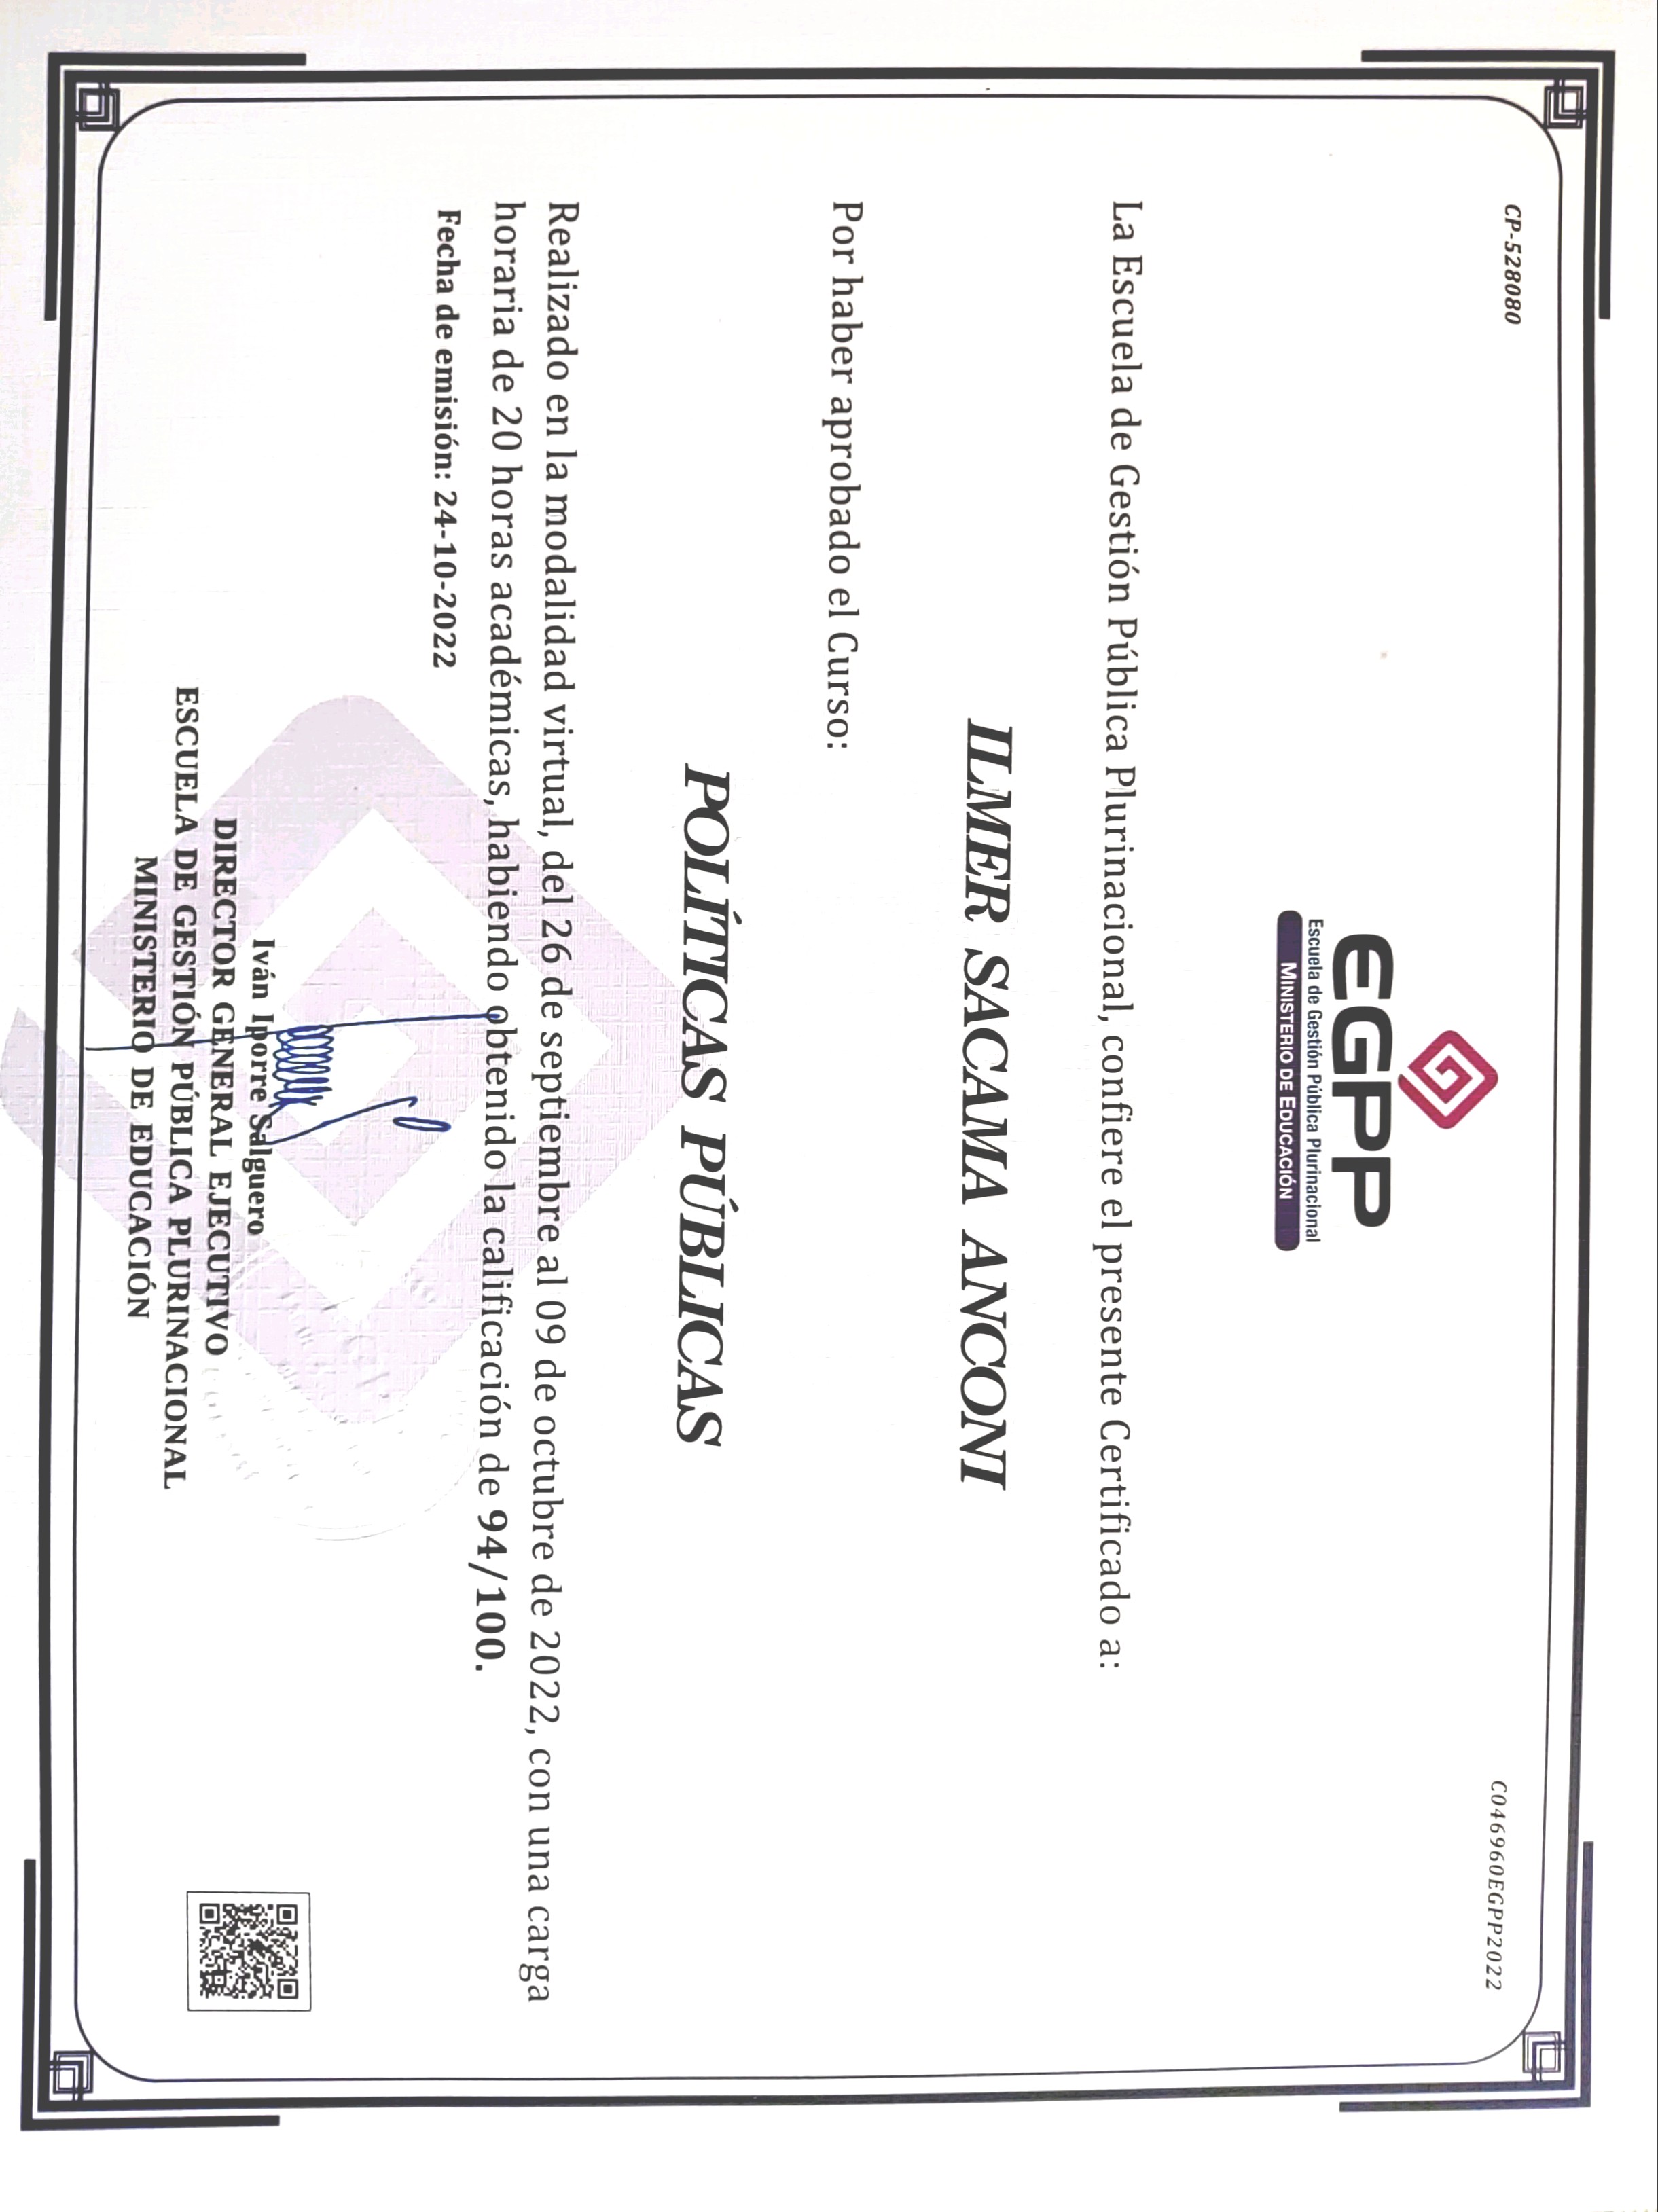 CP-528080
C046960EGPP2022
EGPP
Escuela de Gestión Pública Plurinacional
MINISTERIO DE EDUCACIÓN
La Escuela de Gestión Pública Plurinacional, confiere el presente Certificado a:
ILMER SACAMA ANCONI
Por haber aprobado el Curso:
POLÍTICAS PÚBLICAS
Realizado en la modalidad virtual, del 26 de septiembre al 09 de octubre de 2022, con una carga
horaria de 20 horas académicas, habiendo obtenido la calificación de 94/100.
Fecha de emisión: 24-10-2022
Iván Iporre Salguero
DIRECTOR GENERAL EJECUTIVO
ESCUELA DE GESTIÓN PÚBLICA PLURINACIONAL
MINISTERIO DE EDUCACIÓN